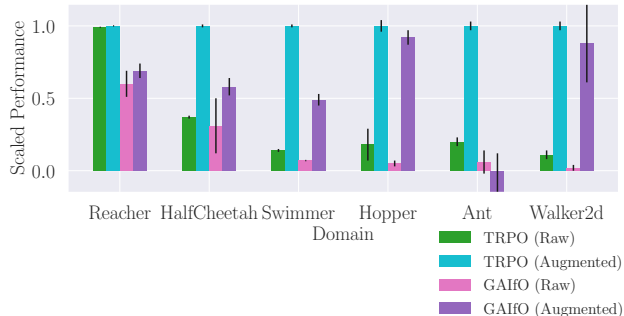 Scaled Performance
1.0
0.5
0.0
Reacher HalfCheetah Swimmer Hopper Ant Walker2d
Domain
TRPO (Raw)
TRPO (Augmented)
GAIfO (Raw)
GAIfO (Augmented)